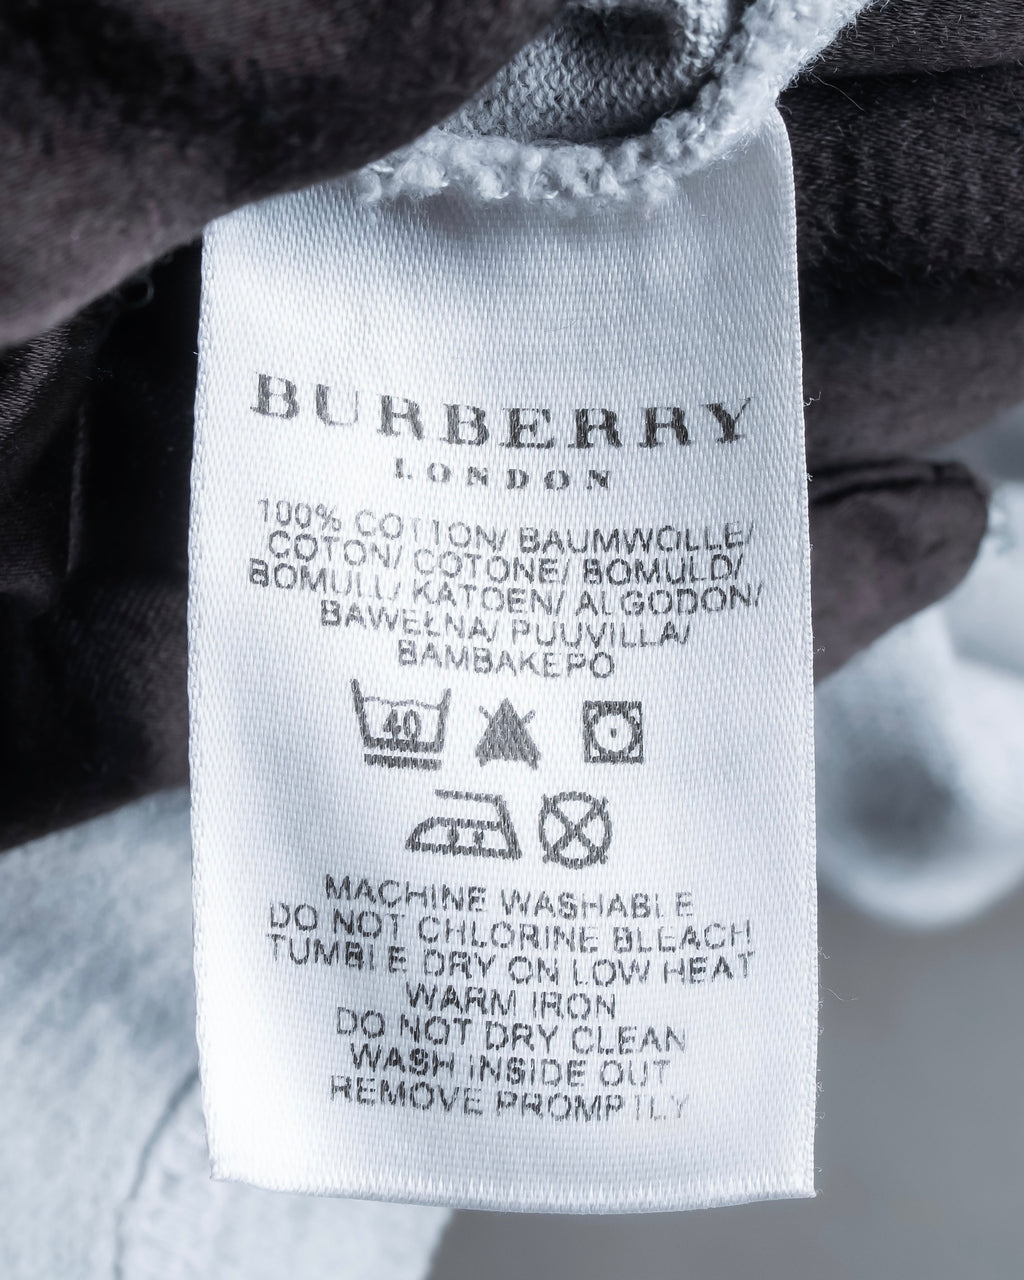 BURBERRY
LONDON
100% COTTON/ BAUMWOLLE/
COTON/ COTONE/ BOMULD/
BOMULL/ KATOEN/ ALGODON/
BAWEŁNA/ PUUVILLA/
BAMBAKEPO
40
MACHINE WASHABLE
DO NOT CHLORINE BLEACH
TUMBLE DRY ON LOW HEAT
WARM IRON
DO NOT DRY CLEAN
WASH INSIDE OUT
REMOVE PROMPTLY